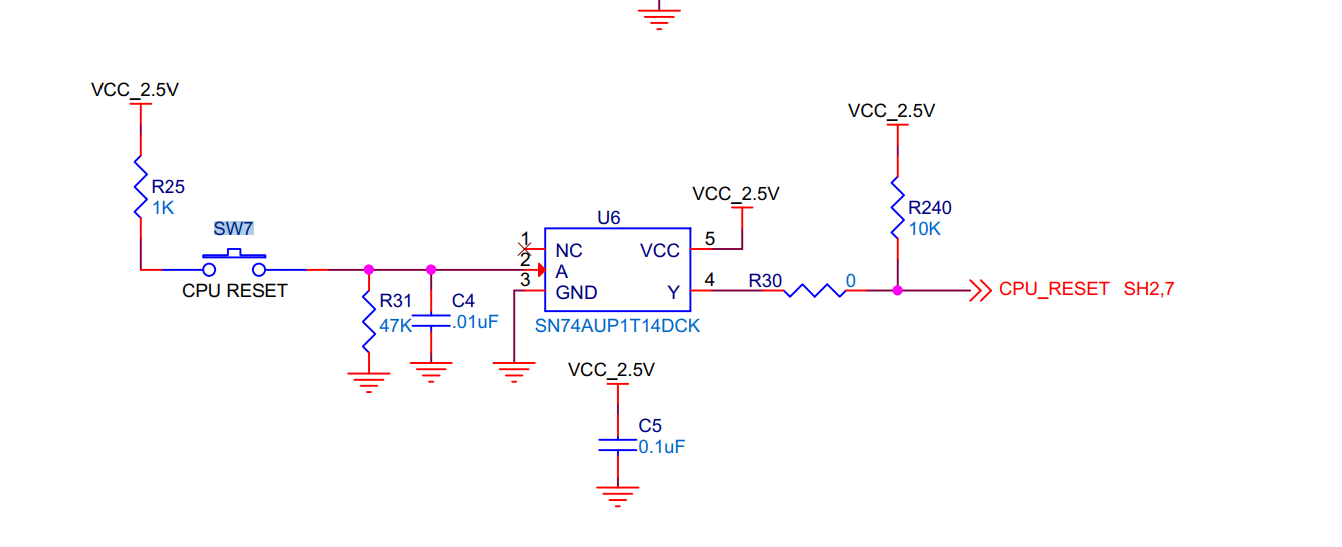 VCC_2.5V
VCC_2.5V
R25
1K
VCC_2.5V
R240
10K
SW7
U6
1
NC
VCC
5
2
A
CPU RESET
3
GND
Y
4
R30
0
CPU_RESET SH2,7
R31
47K
C4
.01uF
SN74AUP1T14DCK
VCC_2.5V
C5
0.1uF